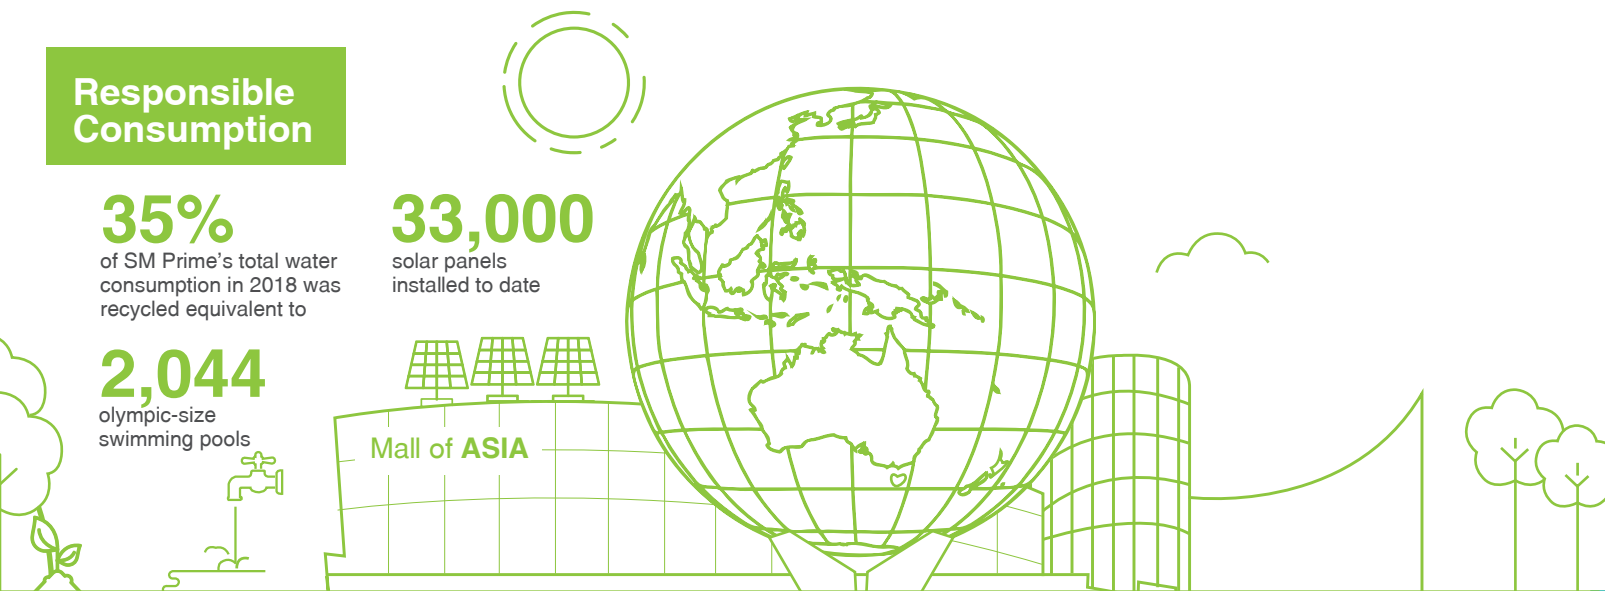 Responsible
Consumption
35%
of SM Prime’s total water
consumption in 2018 was
recycled equivalent to
2,044
olympic-size
swimming pools
33,000
solar panels
installed to date
Mall of ASIA